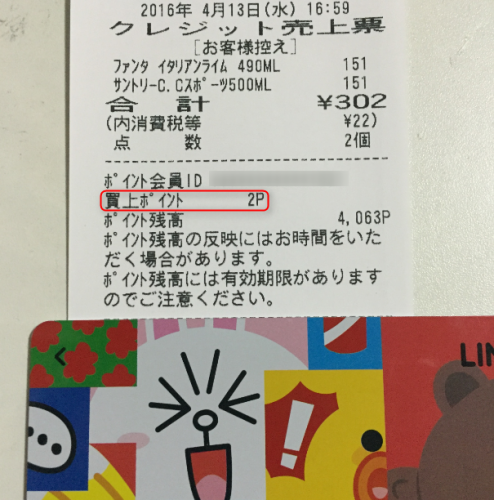 2016年 4月13日(水) 16:59
クレジット売上票
[お客様控え]
ファンタ イタリアンライム 490ML 151
サントリーC.Cスポーツ500ML 151
合 計 ¥302
(内消費税等 ¥22)
点 数 2個
ポイント会員ID
買上ポイント 2P
ポイント残高 4,063P
ポイント残高の反映にはお時間をいた
だく場合があります。
ポイント残高には有効期限があります
のでご注意ください。
LIN